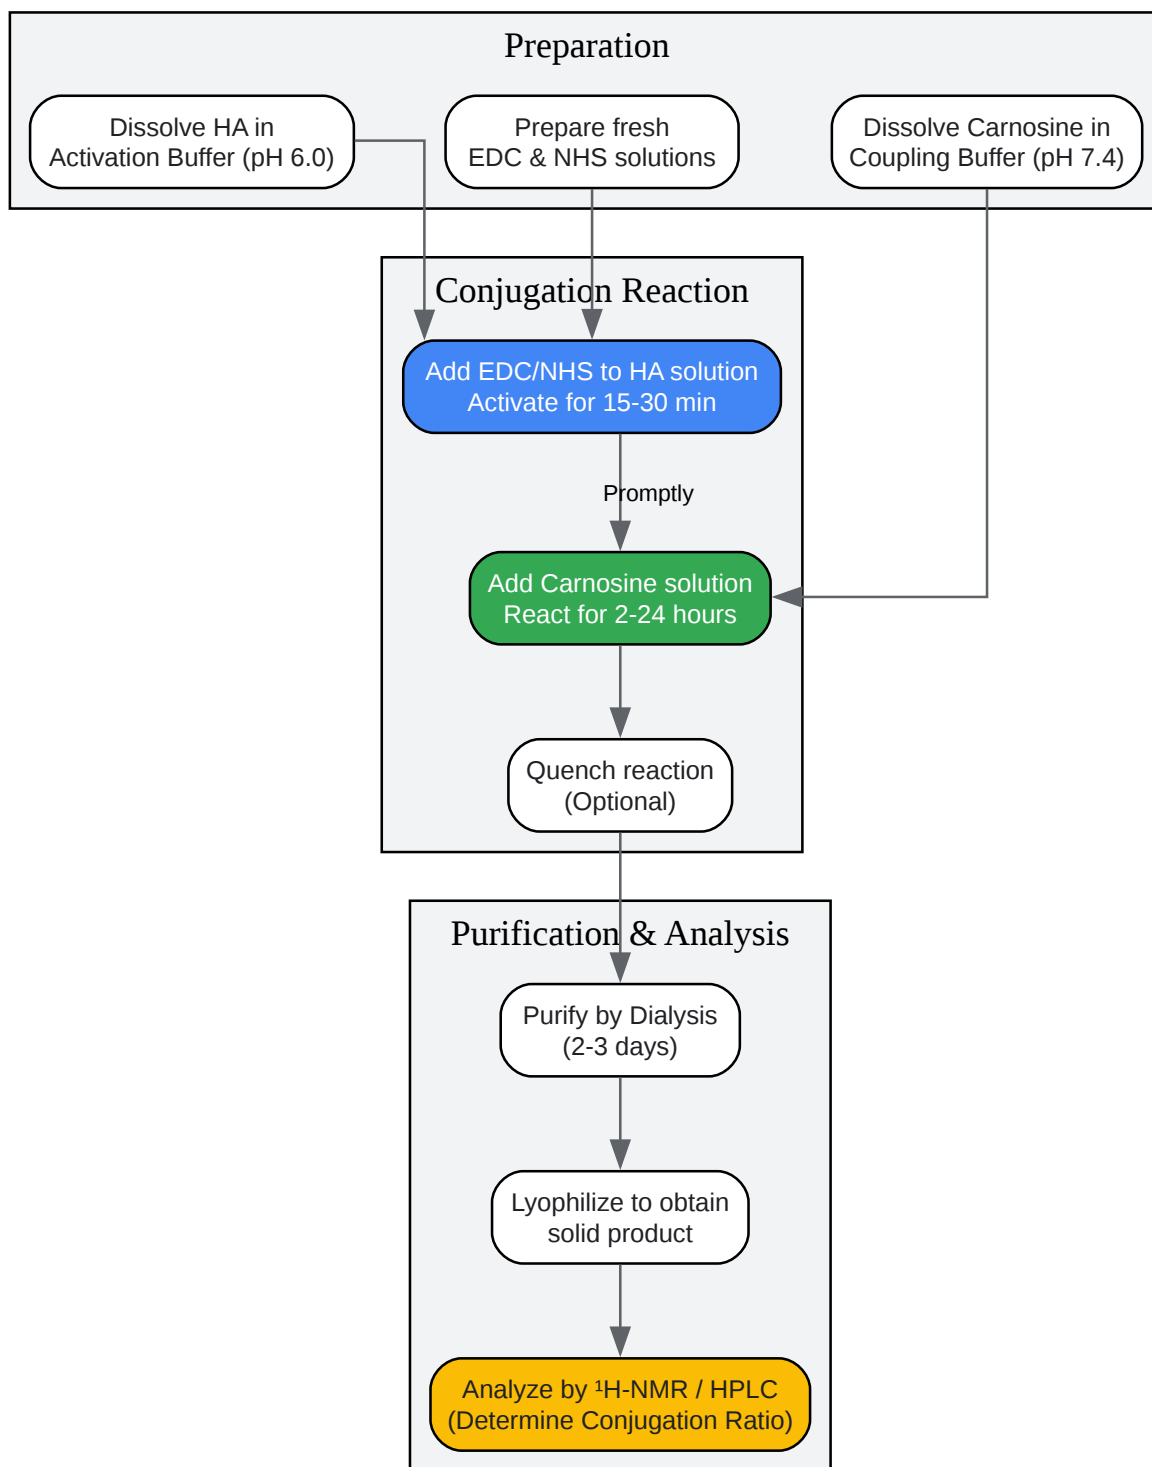 Preparation
Dissolve HA in
Activation Buffer (pH 6.0)
Prepare fresh
EDC & NHS solutions
Dissolve Carnosine in
Coupling Buffer (pH 7.4)
Conjugation Reaction
Add EDC/NHS to HA solution
Activate for 15-30 min
Promptly
Add Carnosine solution
React for 2-24 hours
Quench reaction
(Optional)
Purification & Analysis
Purify by Dialysis
(2-3 days)
Lyophilize to obtain
solid product
Analyze by ¹H-NMR / HPLC
(Determine Conjugation Ratio)